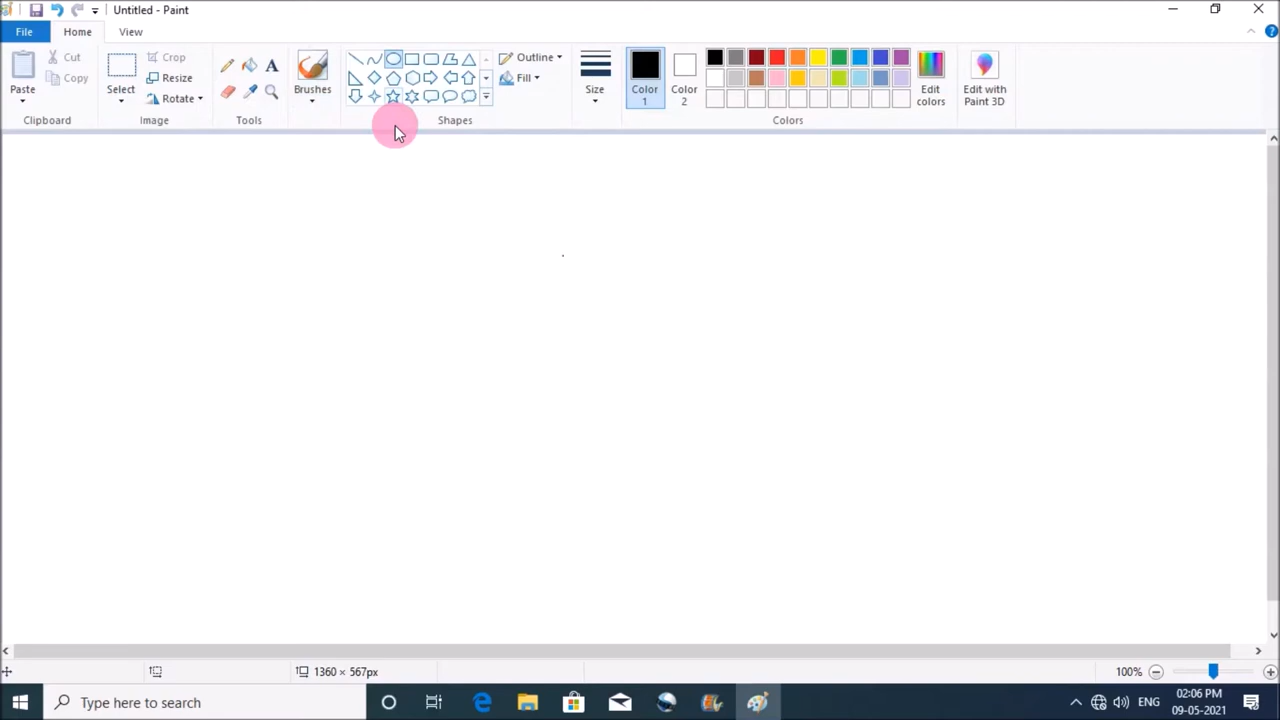 Untitled - Paint
File Home View
Paste Cut Copy
Clipboard
Select Crop Resize Rotate
Image
A
Tools
Brushes
Outline Fill
Shapes
Size
Color 1 Color 2
Edit colors
Colors
Edit with Paint 3D
1360 × 567px
100%
Type here to search
ENG
02:06 PM
09-05-2021